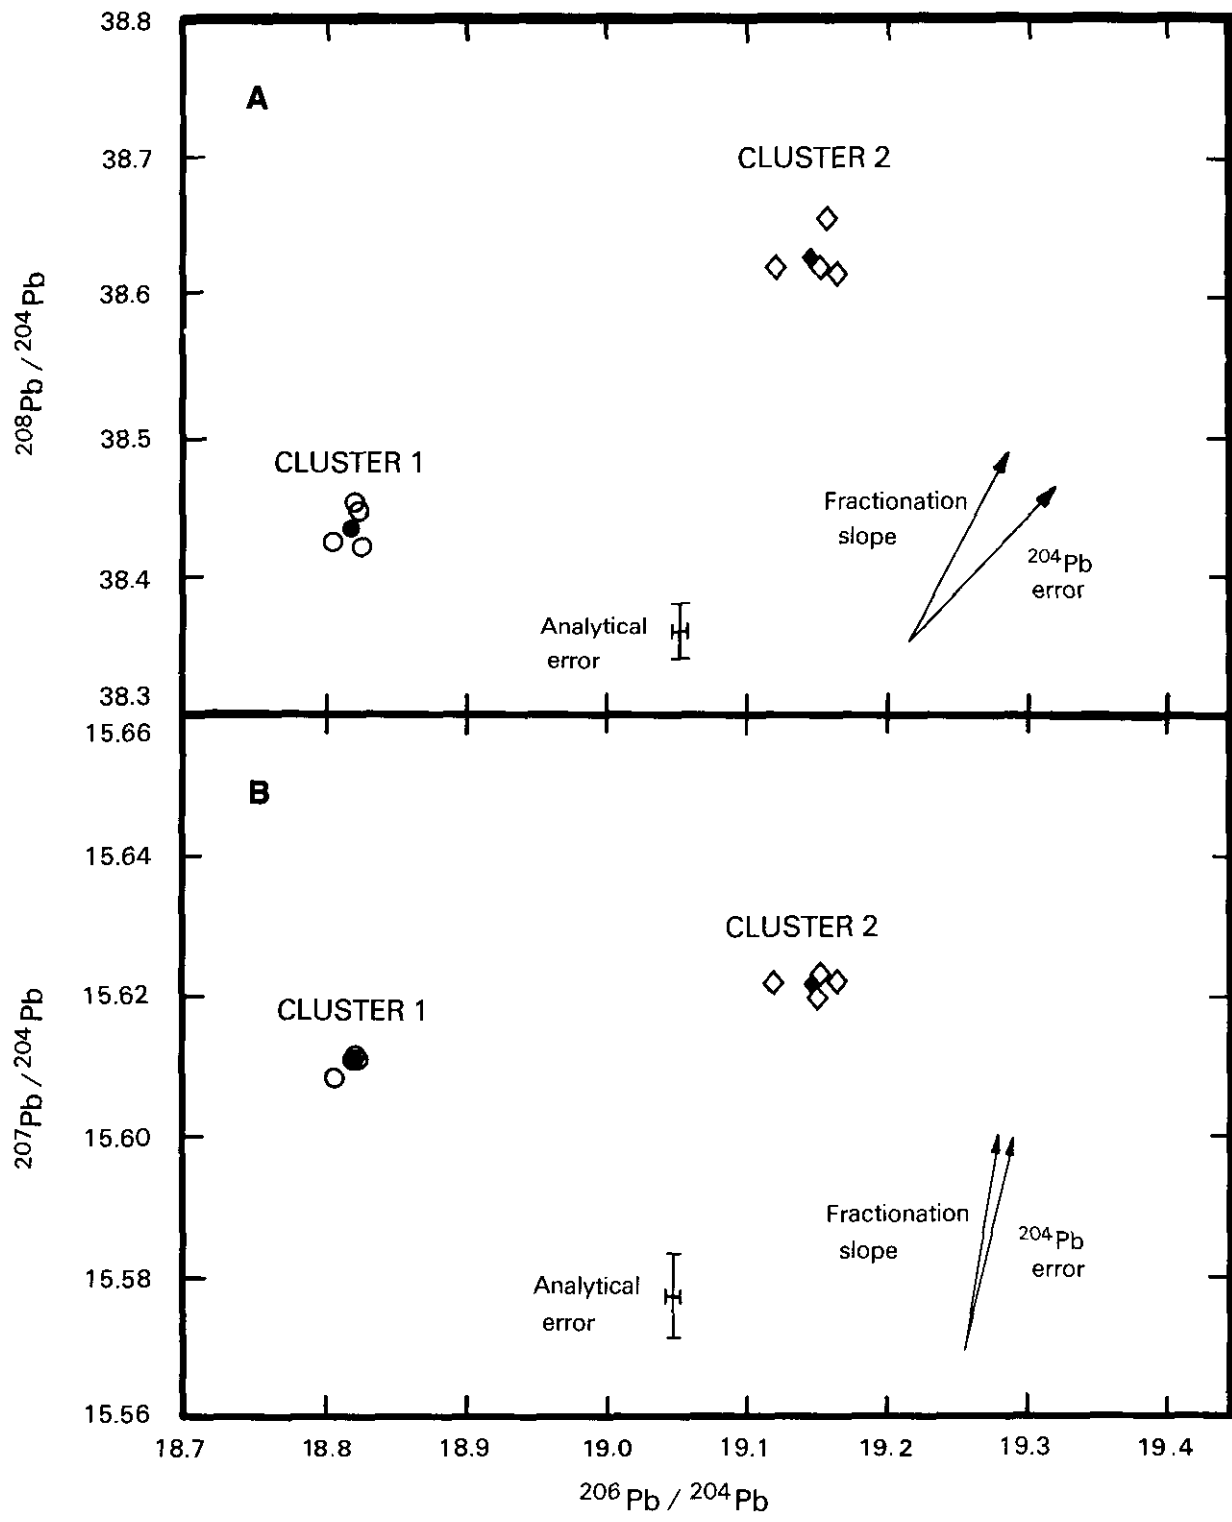 38.8
A
38.7
CLUSTER 2
38.6
208Pb / 204Pb
38.5
CLUSTER 1
Fractionation
slope
204Pb
error
38.4
Analytical
error
38.3
15.66
B
15.64
CLUSTER 2
15.62
CLUSTER 1
207Pb / 204Pb
15.60
Fractionation
slope
204Pb
error
15.58
Analytical
error
15.56
18.7 18.8 18.9 19.0 19.1 19.2 19.3 19.4
206Pb / 204Pb